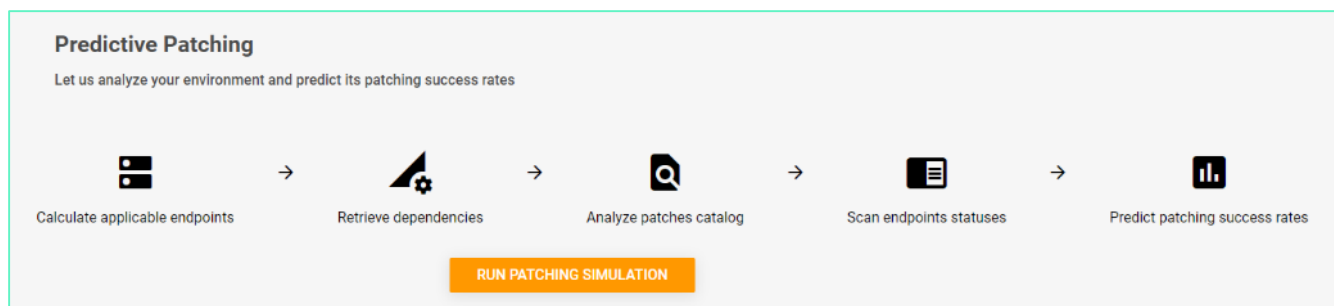 Predictive Patching
Let us analyze your environment and predict its patching success rates
Calculate applicable endpoints
Retrieve dependencies
Analyze patches catalog
Scan endpoints statuses
Predict patching success rates
RUN PATCHING SIMULATION